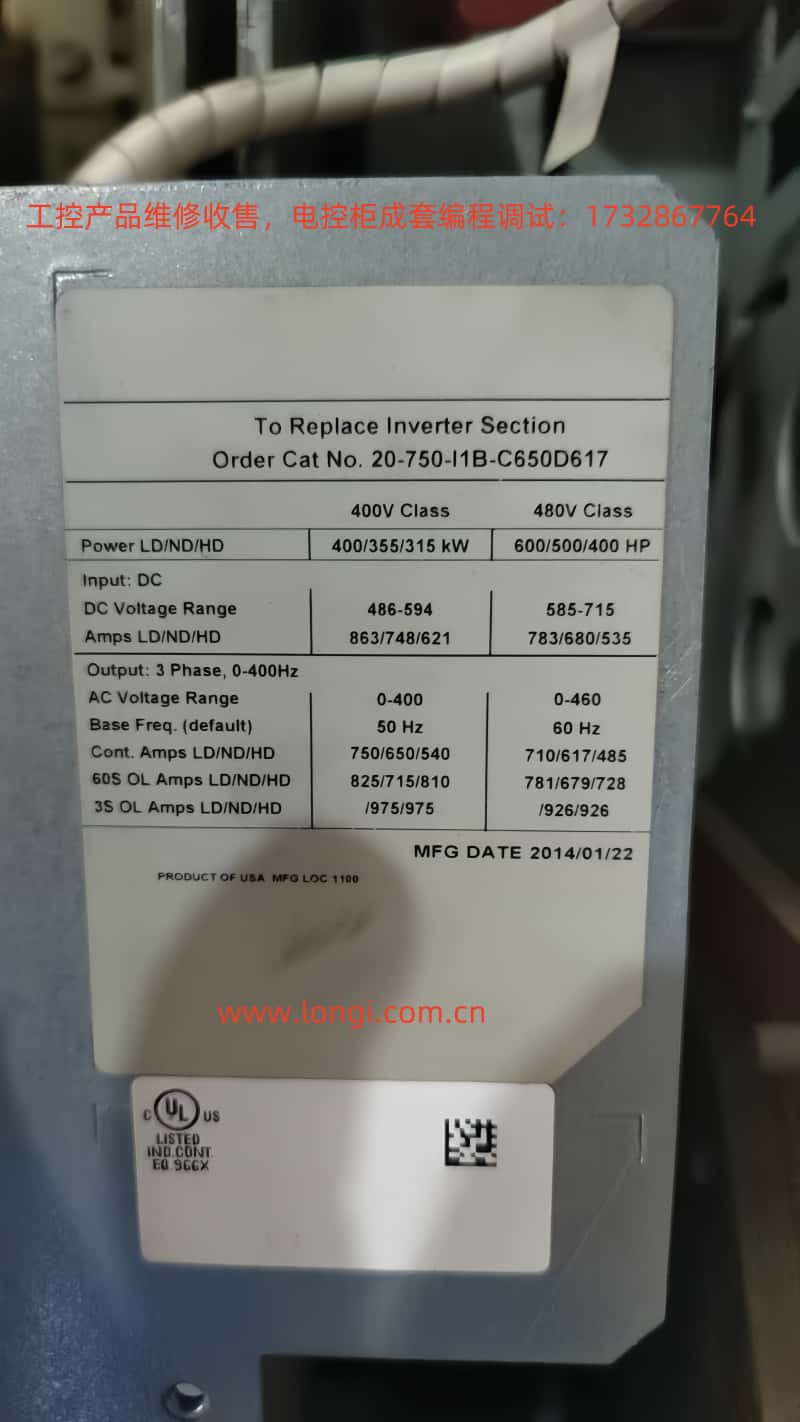 工控产品维修收售，电控柜成套编程调试：1732867764
To Replace Inverter Section
Order Cat No. 20-750-I1B-C650D617
400V Class 480V Class
Power LD/ND/HD 400/355/315 kW 600/500/400 HP
Input: DC
DC Voltage Range 486-594 585-715
Amps LD/ND/HD 863/748/621 783/680/535
Output: 3 Phase, 0-400Hz
AC Voltage Range 0-400 0-460
Base Freq. (default) 50 Hz 60 Hz
Cont. Amps LD/ND/HD 750/650/540 710/617/485
60S OL Amps LD/ND/HD 825/715/810 781/679/728
3S OL Amps LD/ND/HD /975/975 /926/926
MFG DATE 2014/01/22
PRODUCT OF USA MFG LOC 1100
www.longi.com.cn
C UL US
LISTED
IND.CONT.
EQ.966X